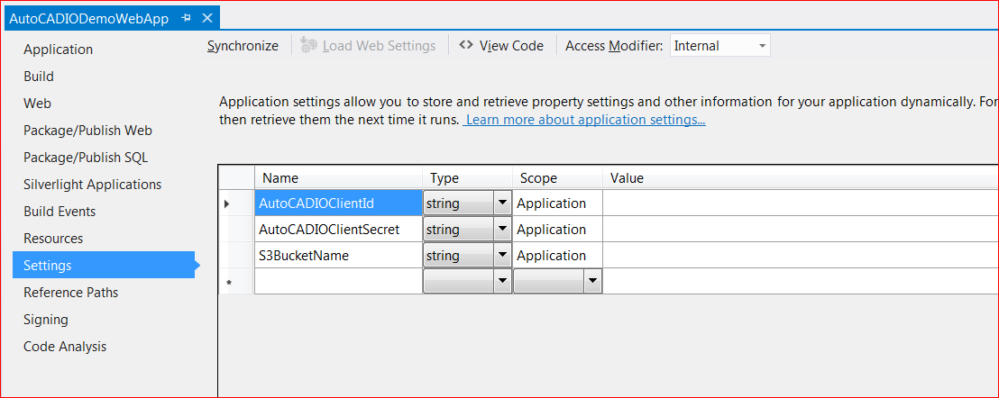 AutoCADIODemoWebApp
Application
Build
Web
Package/Publish Web
Package/Publish SQL
Silverlight Applications
Build Events
Resources
Settings
Reference Paths
Signing
Code Analysis
Synchronize Load Web Settings <> View Code Access Modifier: Internal
Application settings allow you to store and retrieve property settings and other information for your application dynamically. For
then retrieve them the next time it runs. Learn more about application settings...
Name Type Scope Value
AutoCADIOClientId string Application
AutoCADIOClientSecret string Application
S3BucketName string Application
*